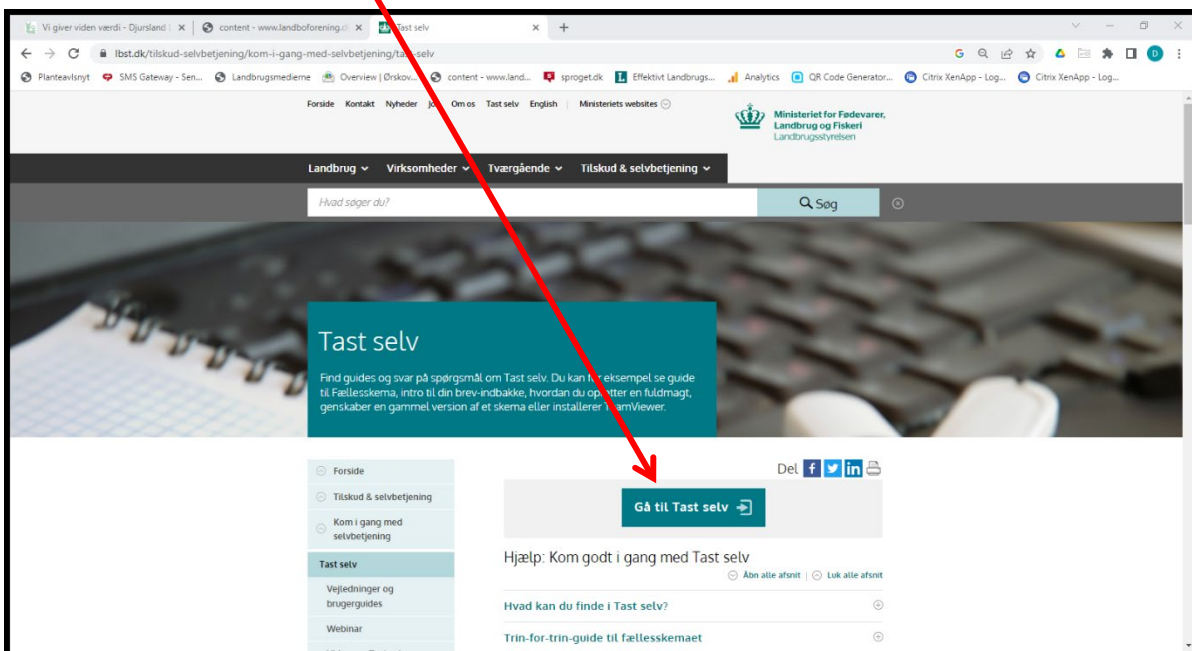 Vi giver viden værdi - Djursland
content - www.landboforening.d
Tast selv
lbst.dk/tilskud-selvbetjening/kom-i-gang-med-selvbetjening/tast-selv
Planteavlsnyt
SMS Gateway - Sen...
Landbrugsmedierne
Overview | Ørskov...
content - www.land...
sproget.dk
Effektivt Landbrugs...
Analytics
QR Code Generator...
Citrix XenApp - Log...
Citrix XenApp - Log...
D
Forside Kontakt Nyheder Job Om os Tast selv English Ministeriets websites
Ministeriet for Fødevarer,
Landbrug og Fiskeri
Landbrugsstyrelsen
Landbrug Virksomheder Tværgående Tilskud & selvbetjening
Hvad søger du?
Søg
Tast selv
Find guides og svar på spørgsmål om Tast selv. Du kan for eksempel se guide
til Fællesskema, intro til din brev-indbakke, hvordan du opretter en fuldmagt,
genskaber en gammel version af et skema eller installerer TeamViewer.
Del
Forside
Tilskud & selvbetjening
Kom i gang med
selvbetjening
Tast selv
Vejledninger og
brugerguides
Webinar
Gå til Tast selv
Hjælp: Kom godt i gang med Tast selv
Åbn alle afsnit | Luk alle afsnit
Hvad kan du finde i Tast selv?
Trin-for-trin-guide til fællesskemaet